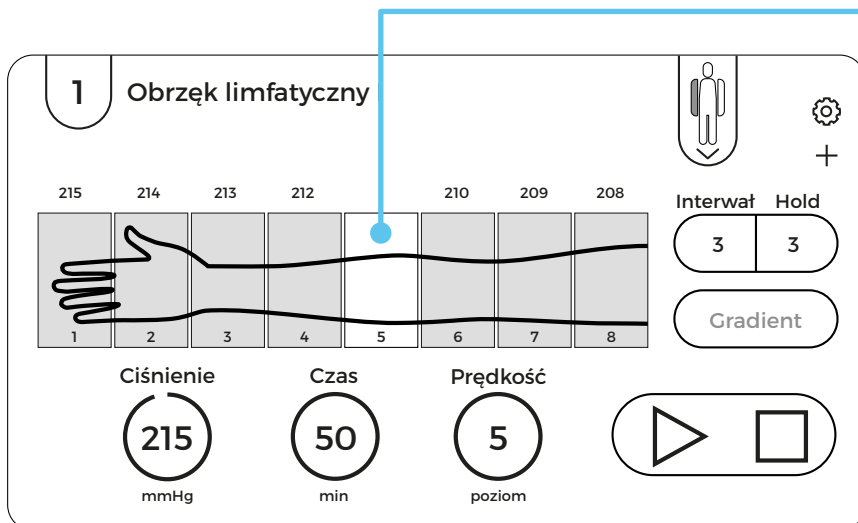 1 Obrzęk limfatyczny
215 214 213 212 210 209 208
Interwał Hold
3 3
Gradient
1 2 3 4 5 6 7 8
Ciśnienie Czas Prędkość
215 50 5
mmHg min poziom